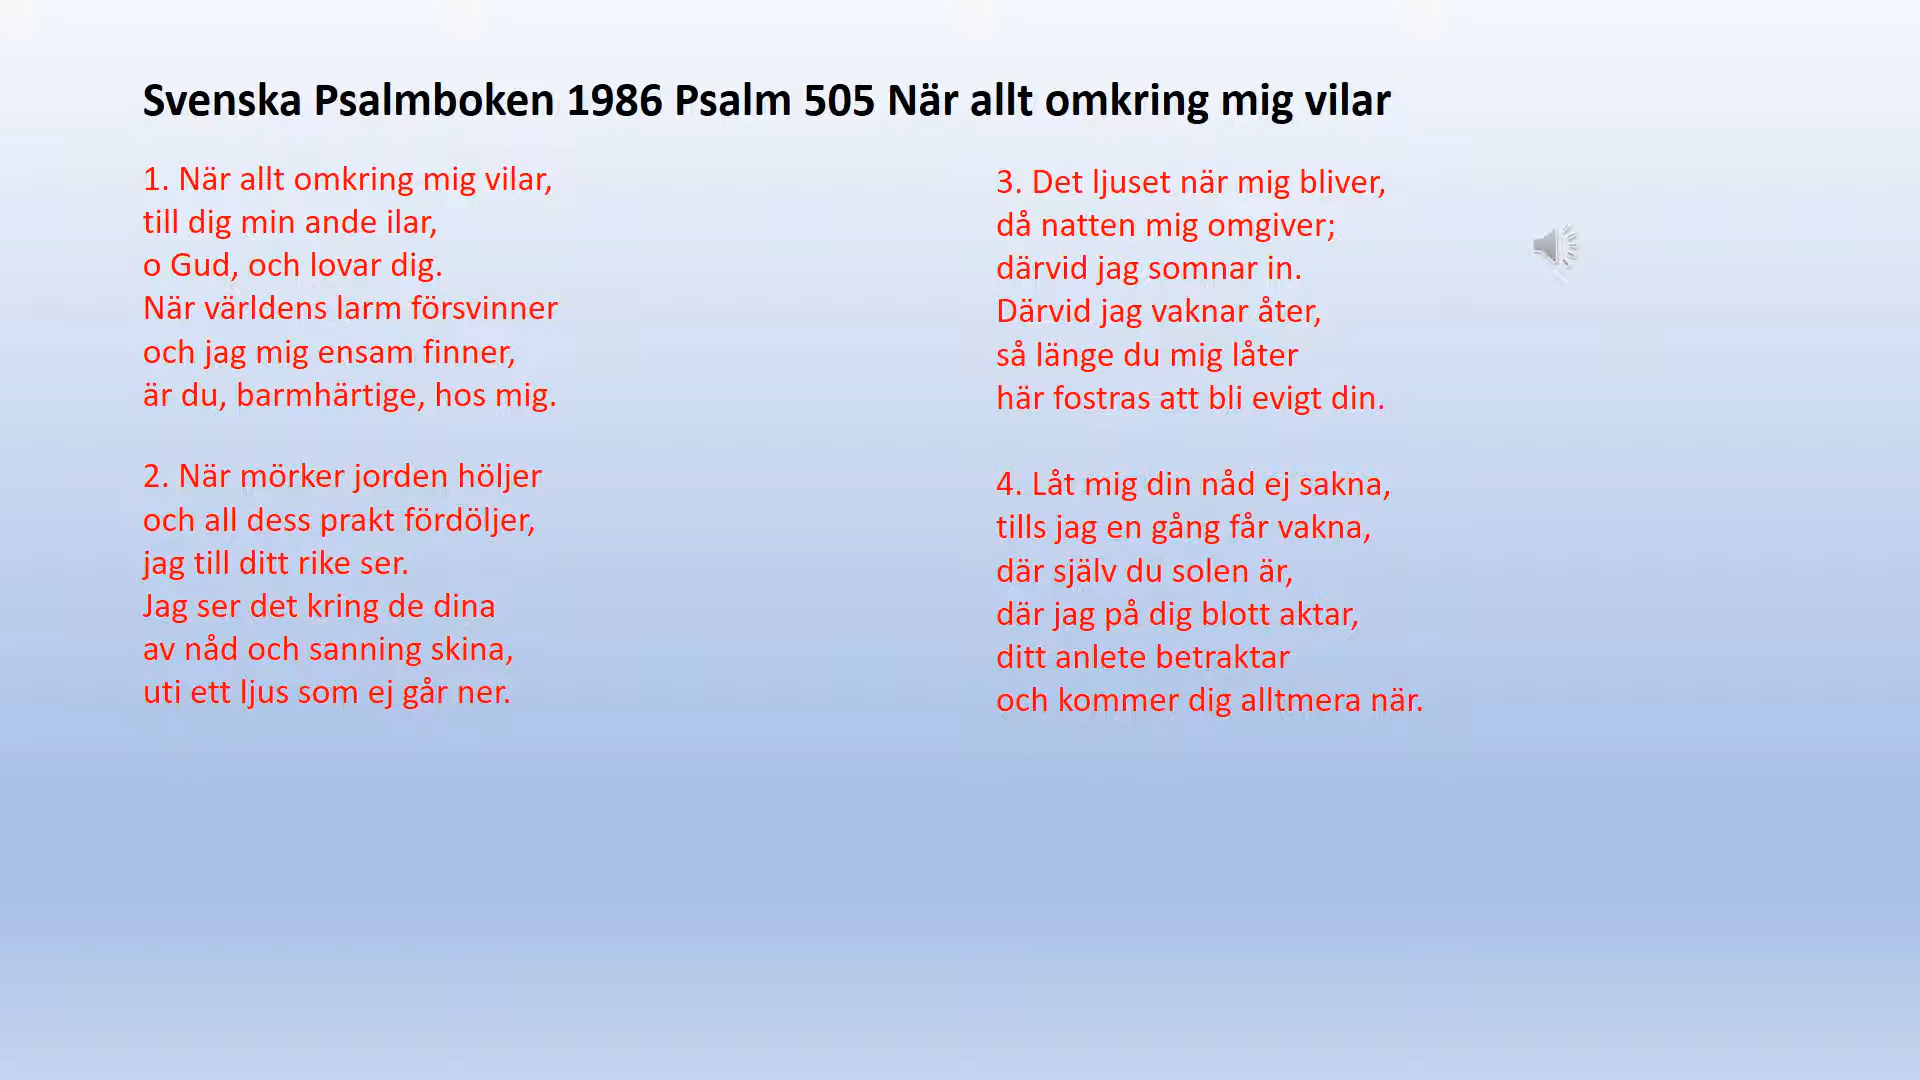 Svenska Psalmboken 1986 Psalm 505 När allt omkring mig vilar
1. När allt omkring mig vilar,
till dig min ande ilar,
o Gud, och lovar dig.
När världens larm försvinner
och jag mig ensam finner,
är du, barmhärtige, hos mig.
2. När mörker jorden höljer
och all dess prakt fördöljer,
jag till ditt rike ser.
Jag ser det kring de dina
av nåd och sanning skina,
uti ett ljus som ej går ner.
3. Det ljuset när mig bliver,
då natten mig omgiver;
därvid jag somnar in.
Därvid jag vaknar åter,
så länge du mig låter
här fostras att bli evigt din.
4. Låt mig din nåd ej sakna,
tills jag en gång får vakna,
där själv du solen är,
där jag på dig blott aktar,
ditt anlete betraktar
och kommer dig alltmera när.